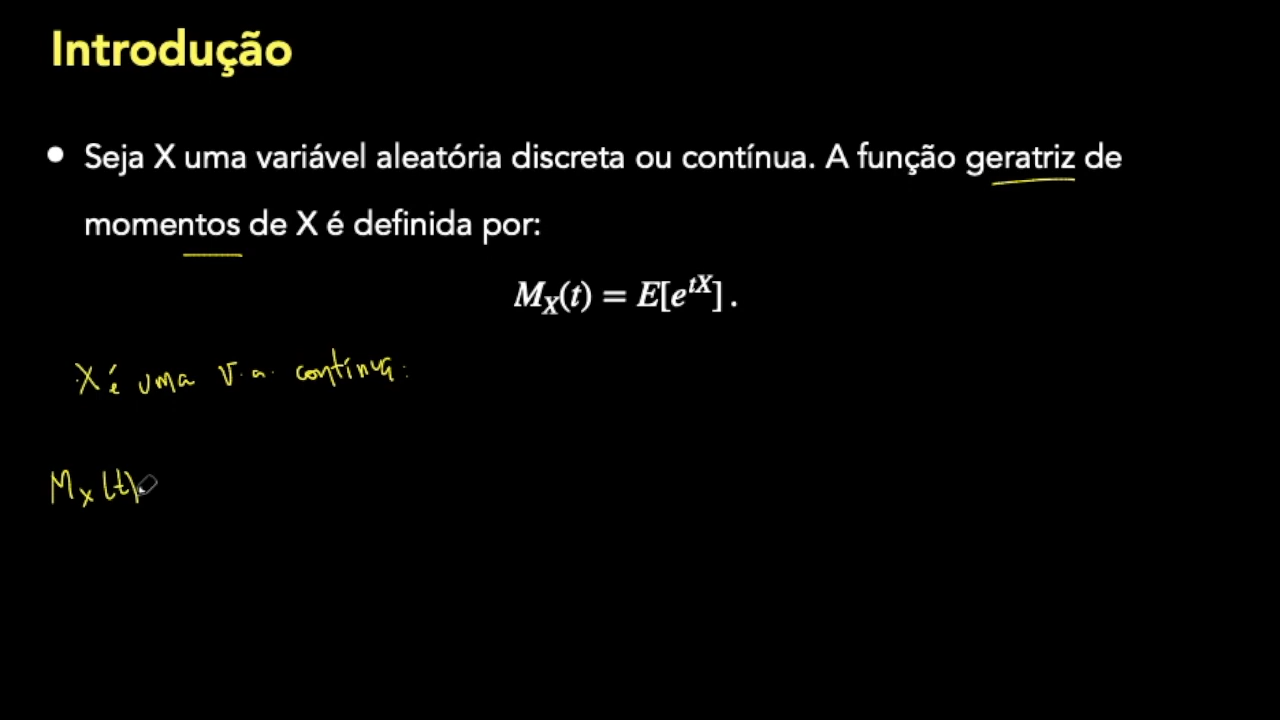 Introdução
• Seja X uma variável aleatória discreta ou contínua. A função geratriz de
momentos de X é definida por:
M_X(t) = E[e^{tX}].
X é uma v.a. contínua:
M_X(t)